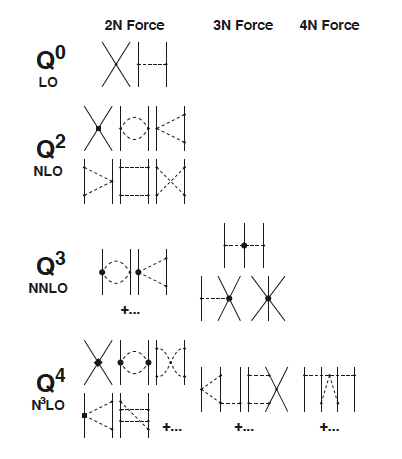 2N Force 3N Force 4N Force
Q⁰
LO
Q²
NLO
Q³
NNLO
+...
Q⁴
N³LO
+... +... +...